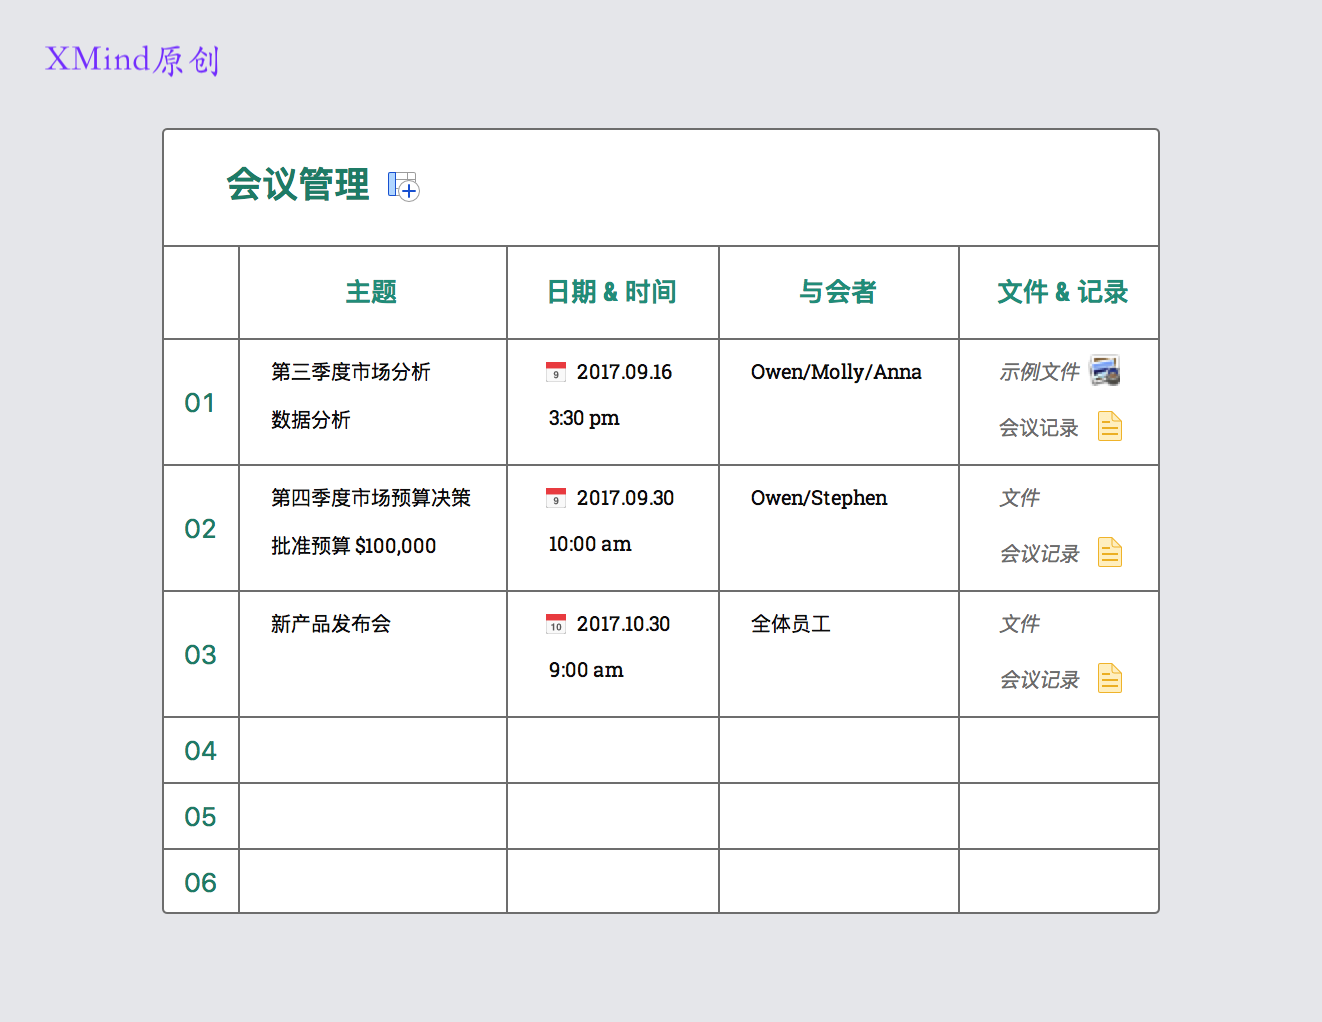 XMind原创
会议管理
主题
日期 & 时间
与会者
文件 & 记录
01
第三季度市场分析
数据分析
9
2017.09.16
3:30 pm
Owen/Molly/Anna
示例文件
会议记录
02
第四季度市场预算决策
批准预算 $100,000
9
2017.09.30
10:00 am
Owen/Stephen
文件
会议记录
03
新产品发布会
10
2017.10.30
9:00 am
全体员工
文件
会议记录
04
05
06